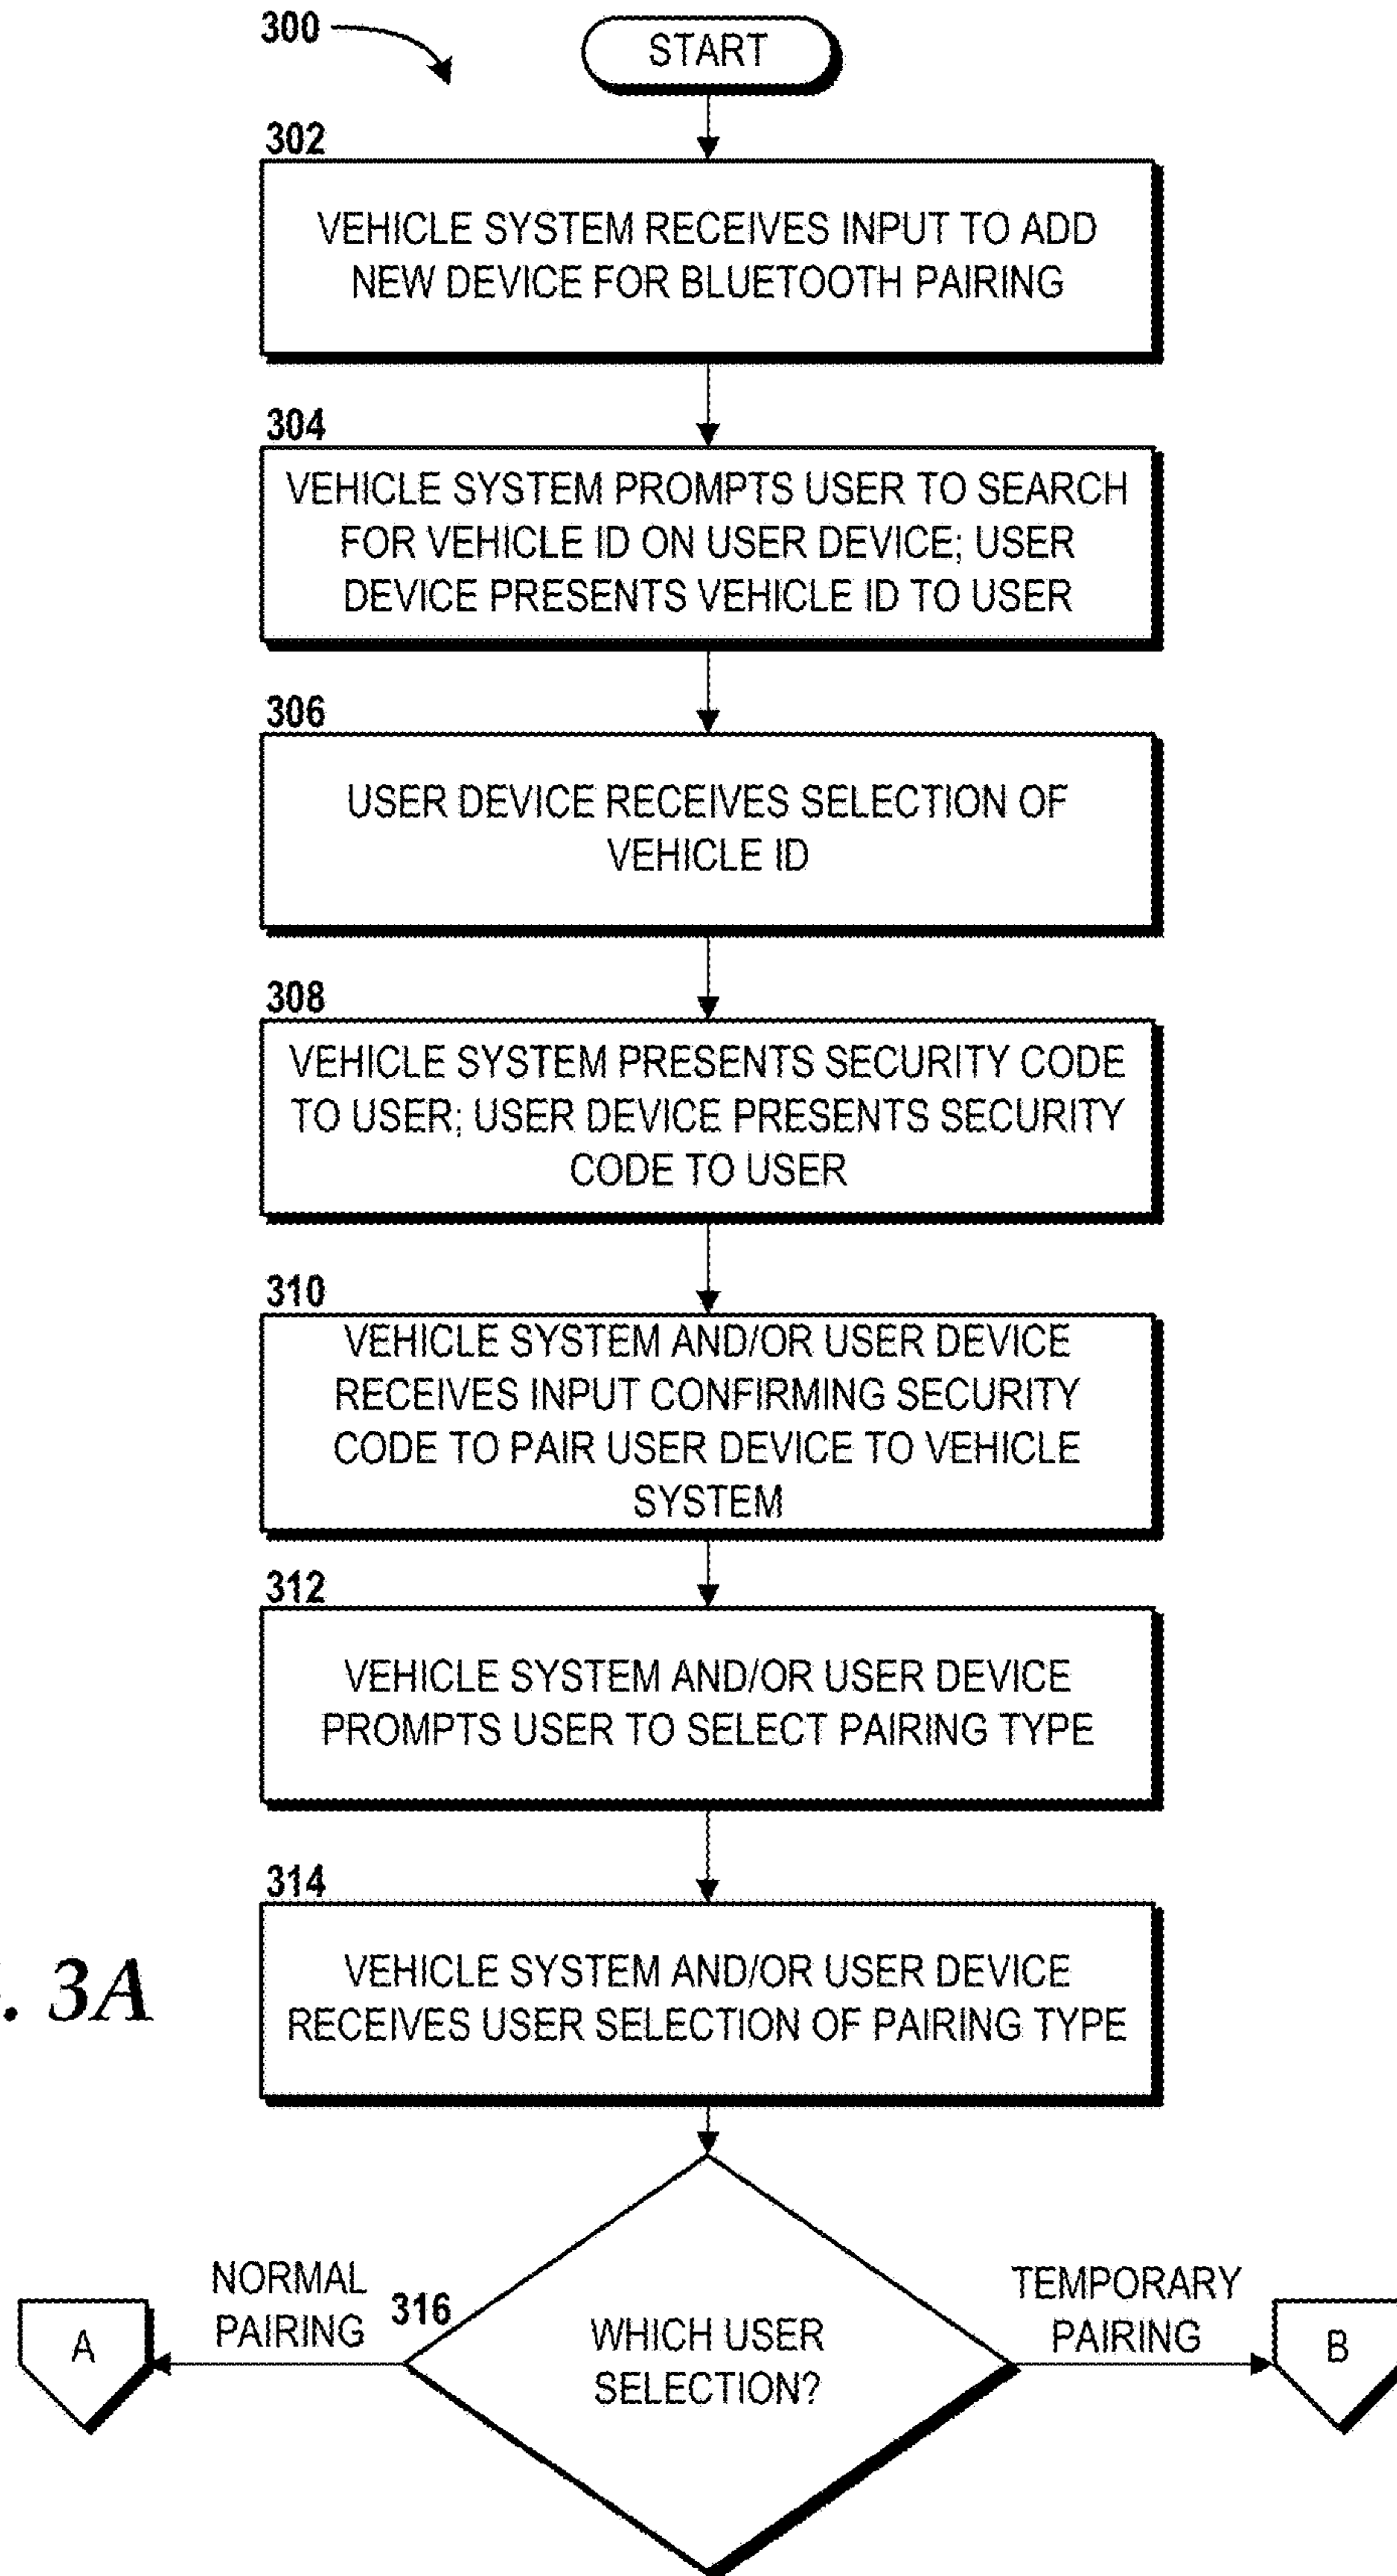 300
START
302
VEHICLE SYSTEM RECEIVES INPUT TO ADD
NEW DEVICE FOR BLUETOOTH PAIRING
304
VEHICLE SYSTEM PROMPTS USER TO SEARCH
FOR VEHICLE ID ON USER DEVICE; USER
DEVICE PRESENTS VEHICLE ID TO USER
306
USER DEVICE RECEIVES SELECTION OF
VEHICLE ID
308
VEHICLE SYSTEM PRESENTS SECURITY CODE
TO USER; USER DEVICE PRESENTS SECURITY
CODE TO USER
310
VEHICLE SYSTEM AND/OR USER DEVICE
RECEIVES INPUT CONFIRMING SECURITY
CODE TO PAIR USER DEVICE TO VEHICLE
SYSTEM
312
VEHICLE SYSTEM AND/OR USER DEVICE
PROMPTS USER TO SELECT PAIRING TYPE
314
VEHICLE SYSTEM AND/OR USER DEVICE
RECEIVES USER SELECTION OF PAIRING TYPE
3A
NORMAL
PAIRING
316
WHICH USER
SELECTION?
TEMPORARY
PAIRING
A
B